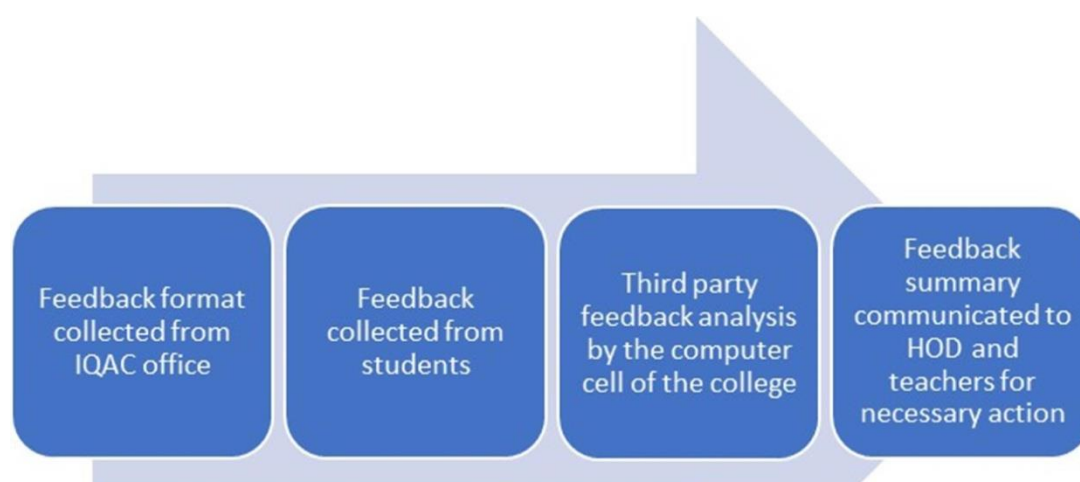 Feedback format
collected from
IQAC office
Feedback
collected from
students
Third party
feedback analysis
by the computer
cell of the college
Feedback
summary
communicated to
HOD and
teachers for
necessary action